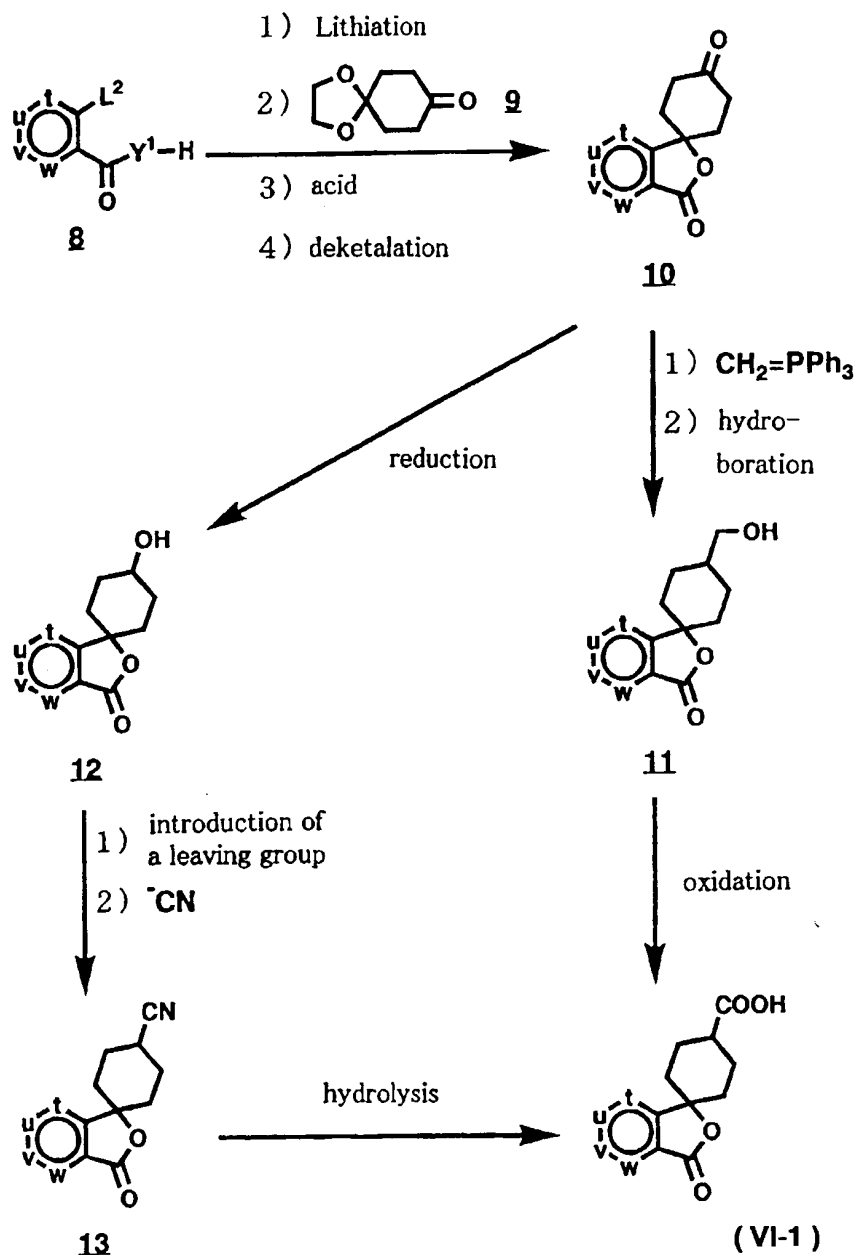 1) Lithiation
2) O O =O 9
3) acid
4) deketalation
t L²
u
v w Y¹-H
O
8
O
t
u
v w O
O
10
reduction
1) CH₂=PPh₃
2) hydro-
boration
OH
t
u
v w O
O
12
OH
t
u
v w O
O
11
1) introduction of
a leaving group
2) ⁻CN
oxidation
CN
t
u
v w O
O
13
hydrolysis
COOH
t
u
v w O
O
(VI-1)